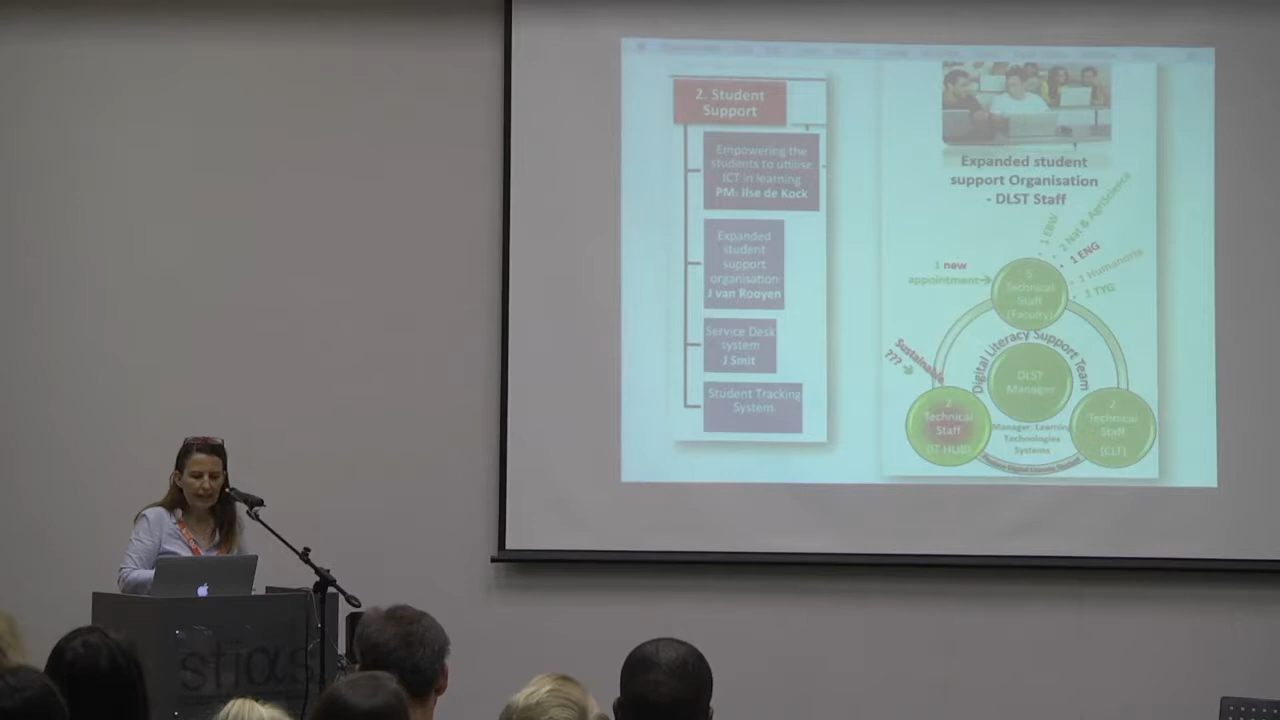 2. Student
Support
Empowering the
students to utilise
ICT in learning
PM: Ilse de Kock
Expanded
student
support
organisation
J van Rooyen
Service Desk
system
J Smit
Student Tracking
System
Expanded student
support Organisation
- DLST Staff
1 EBW
2 Nat & AgriScience
1 ENG
1 Humanoria
1 TYG
1 new
appointment
5
Technical
Staff
(Faculty)
Digital Literacy Support Team
Sustainable
???
DLST
Manager
2
Technical
Staff
(IT HUB)
Manager: Learning
Technologies
Systems
2
Technical
Staff
(CLT)
stias